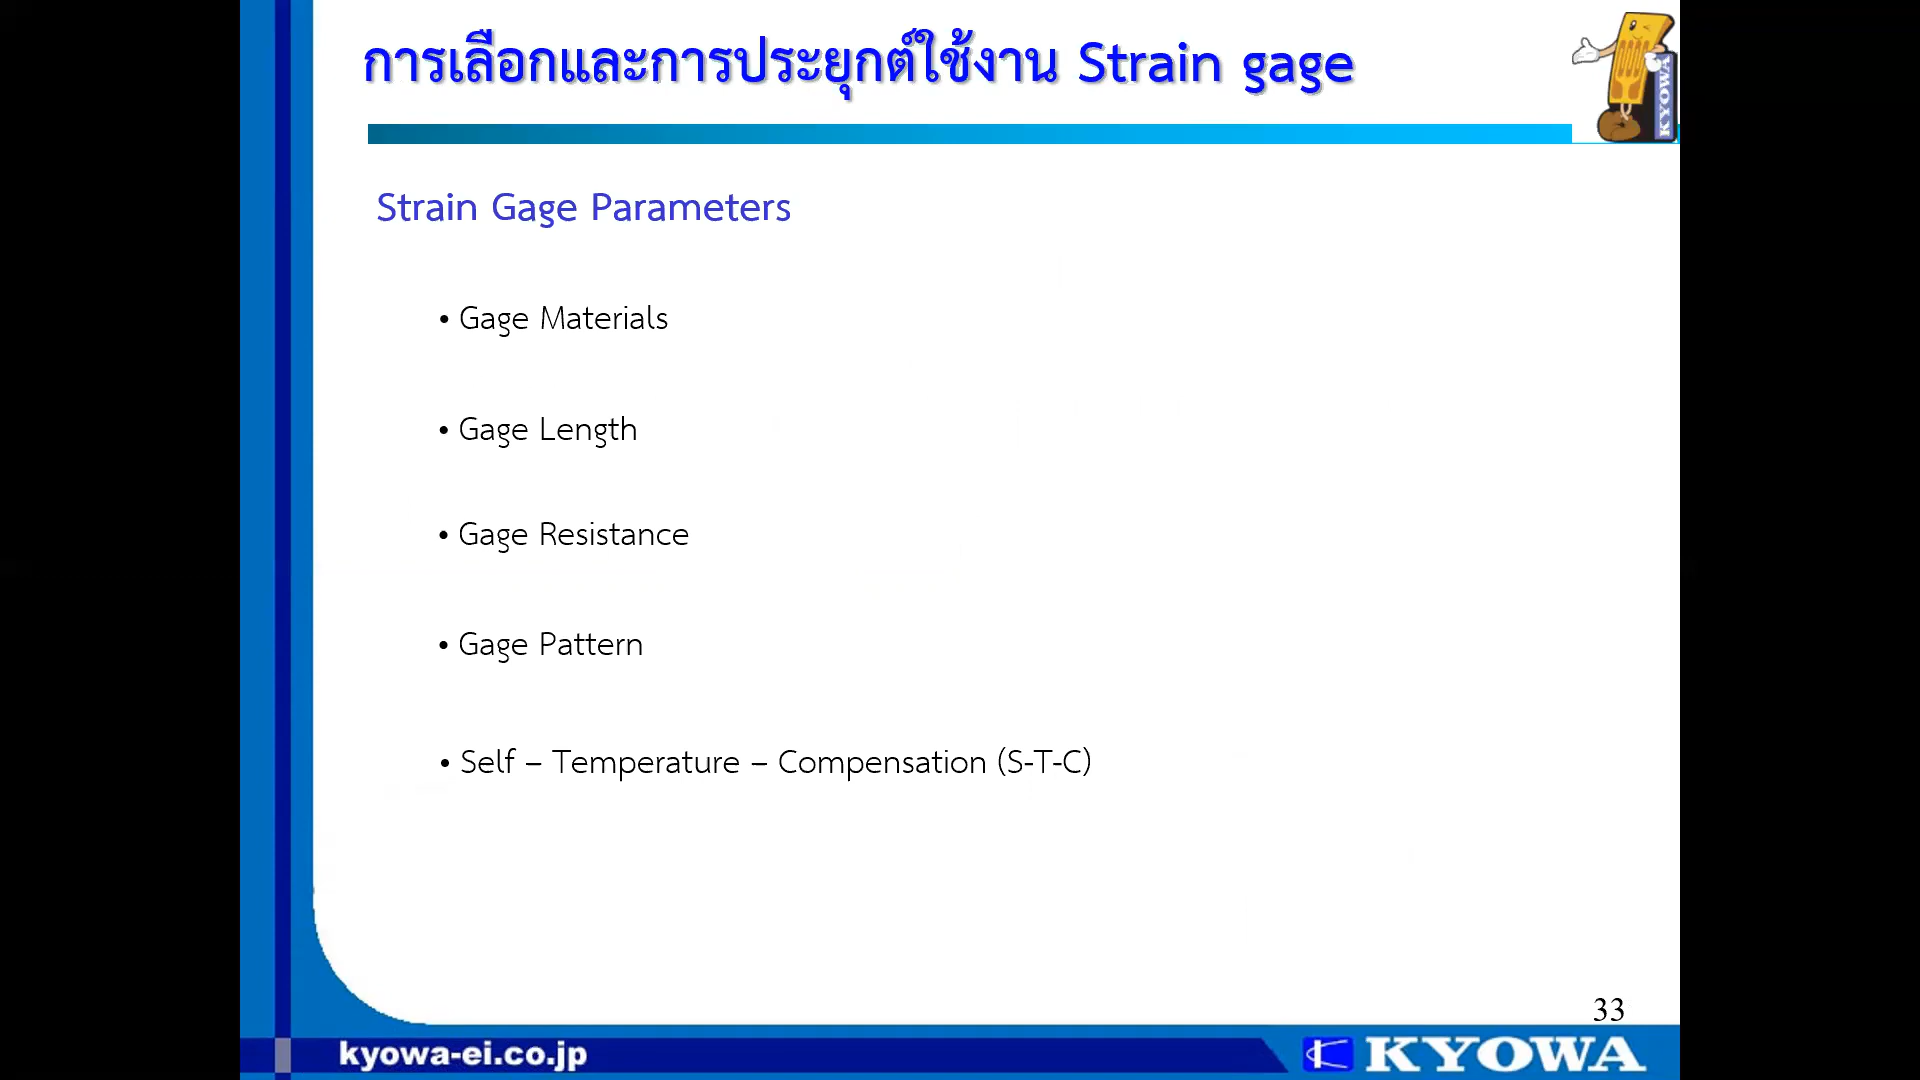 การเลือกและการประยุกต์ใช้งาน Strain gage
KYOWA
Strain Gage Parameters
• Gage Materials
• Gage Length
• Gage Resistance
• Gage Pattern
• Self – Temperature – Compensation (S-T-C)
33
kyowa-ei.co.jp
KYOWA